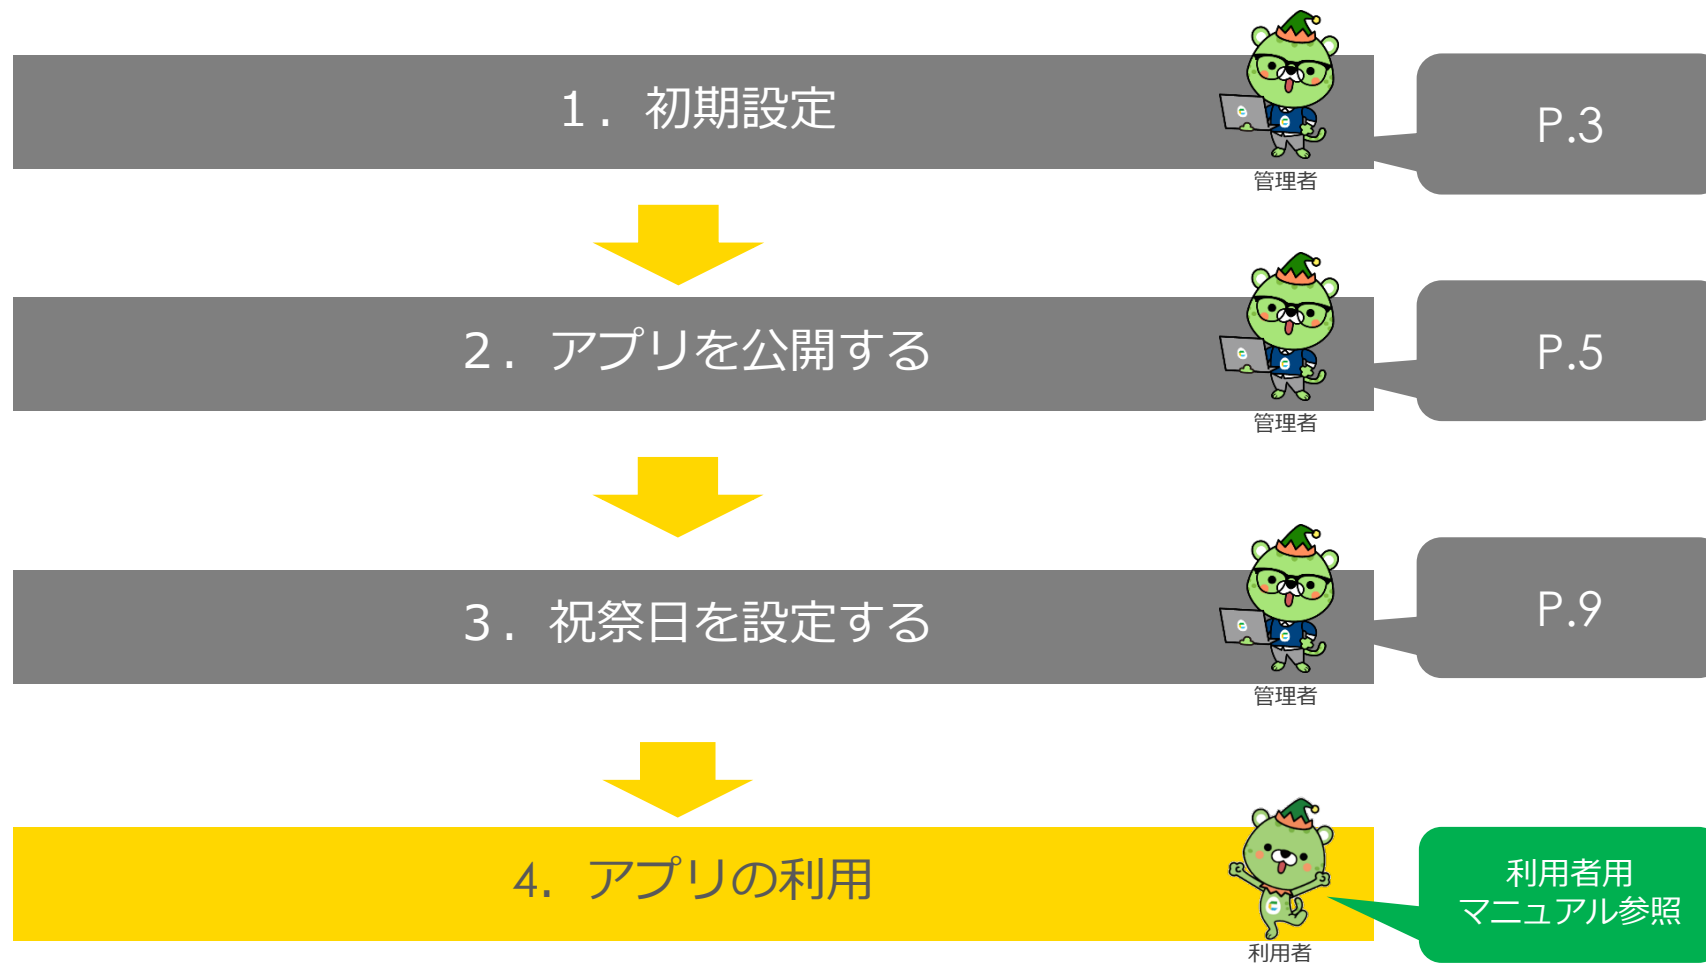 1．初期設定
管理者
P.3
2．アプリを公開する
管理者
P.5
3．祝祭日を設定する
管理者
P.9
4．アプリの利用
利用者
利用者用
マニュアル参照